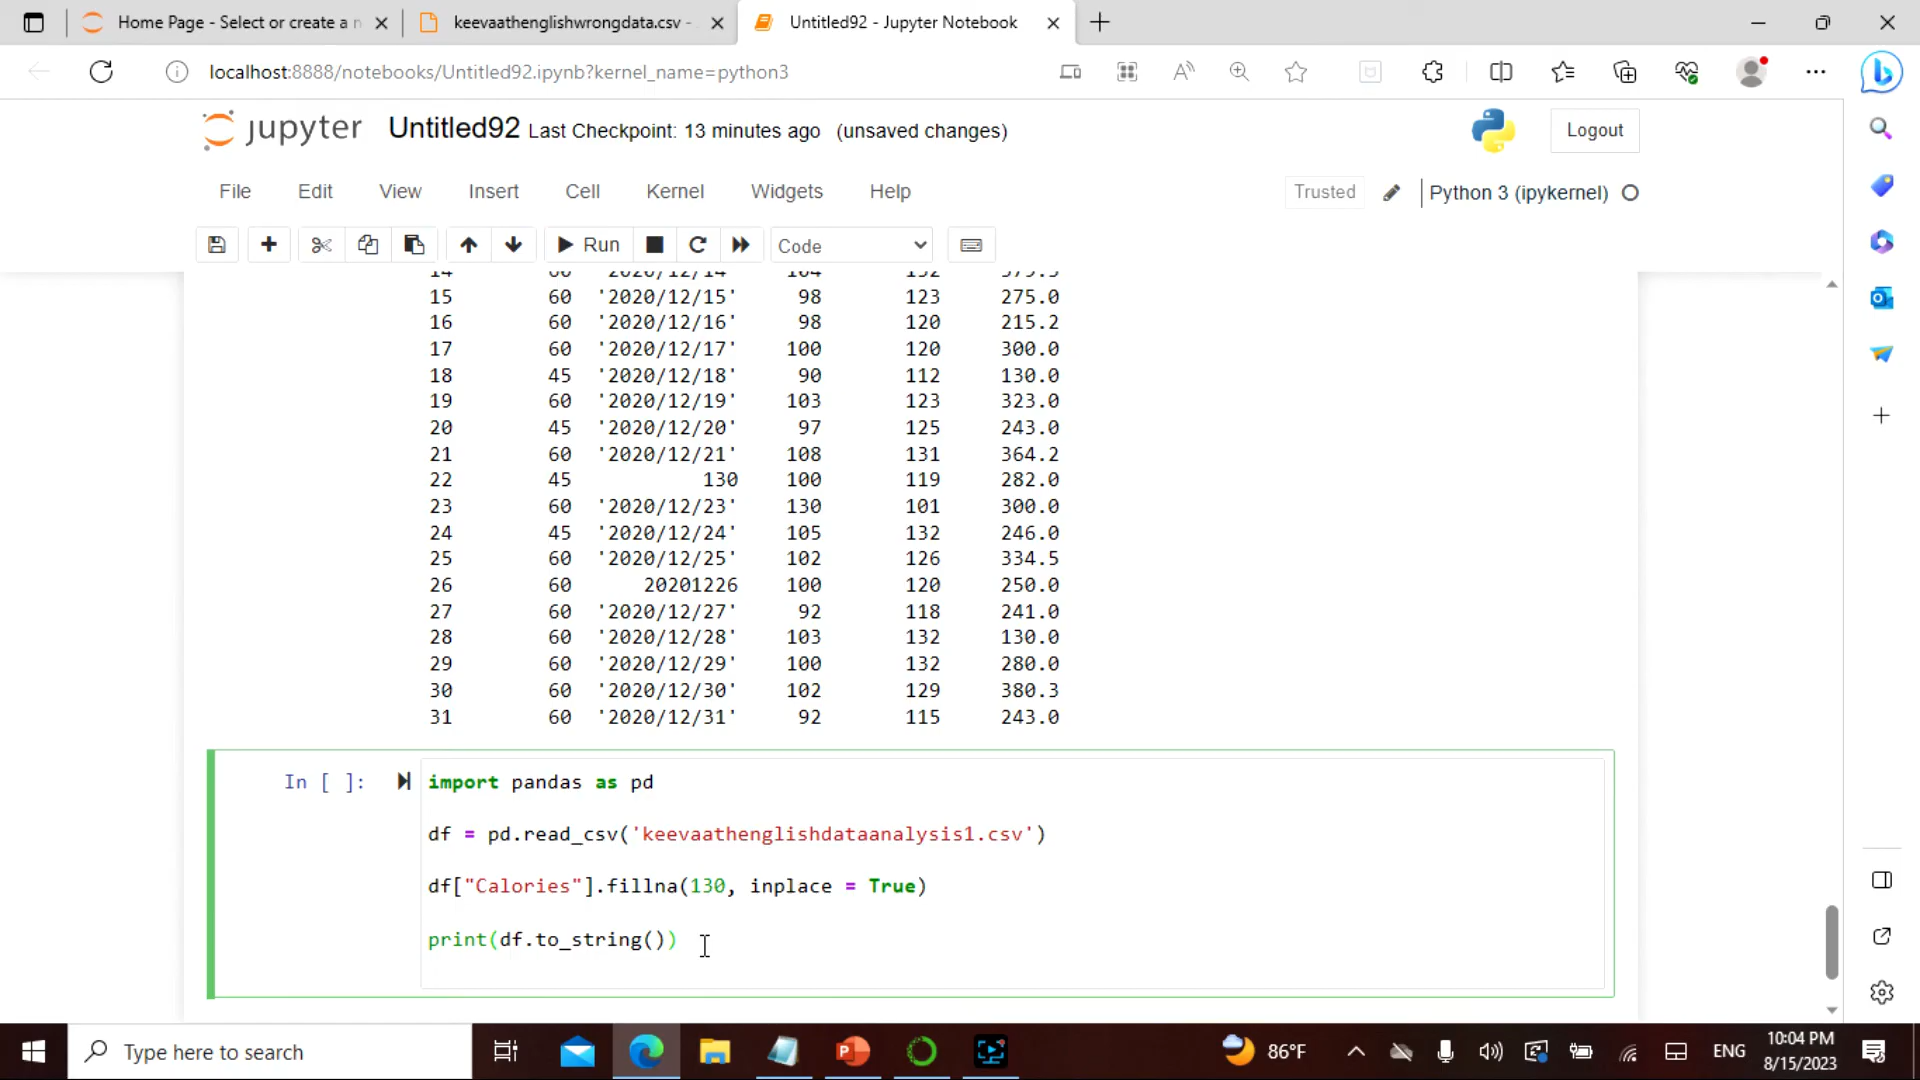 Home Page - Select or create a n
keevaathenglishwrongdata.csv -
Untitled92 - Jupyter Notebook
localhost:8888/notebooks/Untitled92.ipynb?kernel_name=python3
jupyter Untitled92 Last Checkpoint: 13 minutes ago (unsaved changes)
Logout
File Edit View Insert Cell Kernel Widgets Help
Trusted Python 3 (ipykernel)
Run Code
15 60 '2020/12/15' 98 123 275.0
16 60 '2020/12/16' 98 120 215.2
17 60 '2020/12/17' 100 120 300.0
18 45 '2020/12/18' 90 112 130.0
19 60 '2020/12/19' 103 123 323.0
20 45 '2020/12/20' 97 125 243.0
21 60 '2020/12/21' 108 131 364.2
22 45 130 100 119 282.0
23 60 '2020/12/23' 130 101 300.0
24 45 '2020/12/24' 105 132 246.0
25 60 '2020/12/25' 102 126 334.5
26 60 20201226 100 120 250.0
27 60 '2020/12/27' 92 118 241.0
28 60 '2020/12/28' 103 132 130.0
29 60 '2020/12/29' 100 132 280.0
30 60 '2020/12/30' 102 129 380.3
31 60 '2020/12/31' 92 115 243.0
In [ ]: import pandas as pd
df = pd.read_csv('keevaathenglishdataanalysis1.csv')
df["Calories"].fillna(130, inplace = True)
print(df.to_string())
Type here to search
86°F
ENG
10:04 PM
8/15/2023